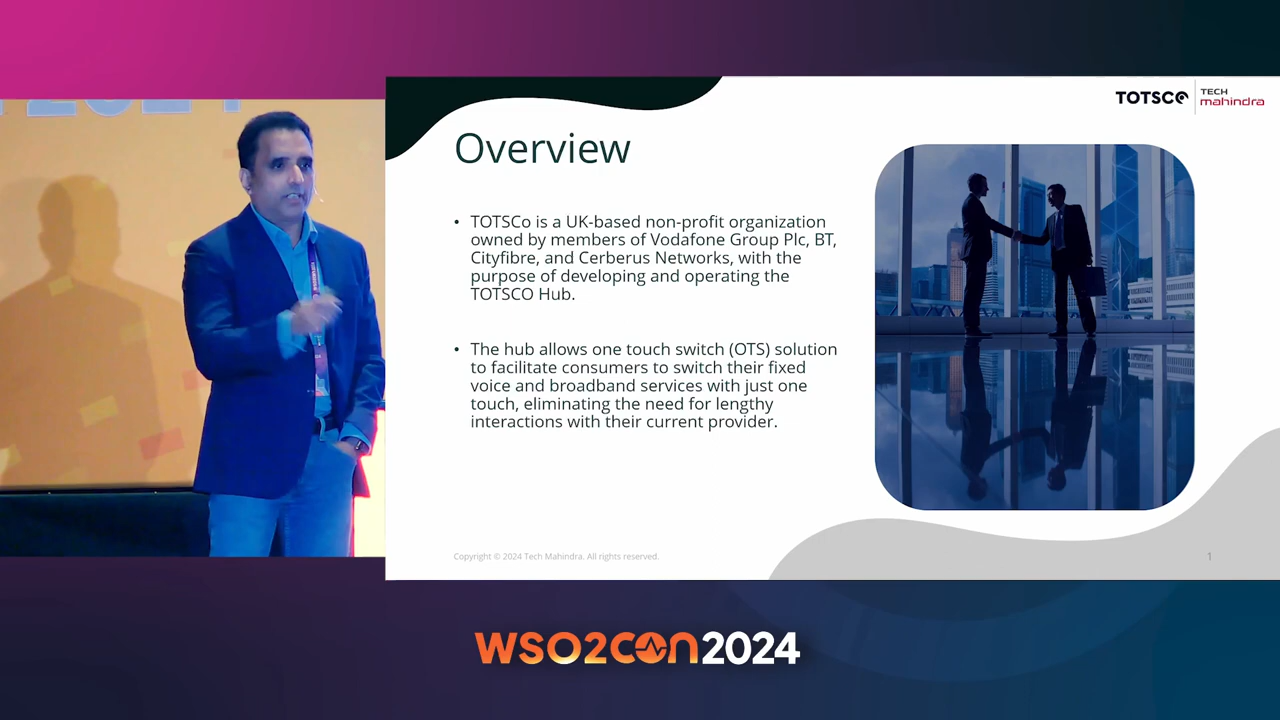 TOTSCO
TECH
mahindra
Overview
• TOTSCo is a UK-based non-profit organization
owned by members of Vodafone Group Plc, BT,
Cityfibre, and Cerberus Networks, with the
purpose of developing and operating the
TOTSCO Hub.
• The hub allows one touch switch (OTS) solution
to facilitate consumers to switch their fixed
voice and broadband services with just one
touch, eliminating the need for lengthy
interactions with their current provider.
Copyright © 2024 Tech Mahindra. All rights reserved.
1
WSO2CON2024